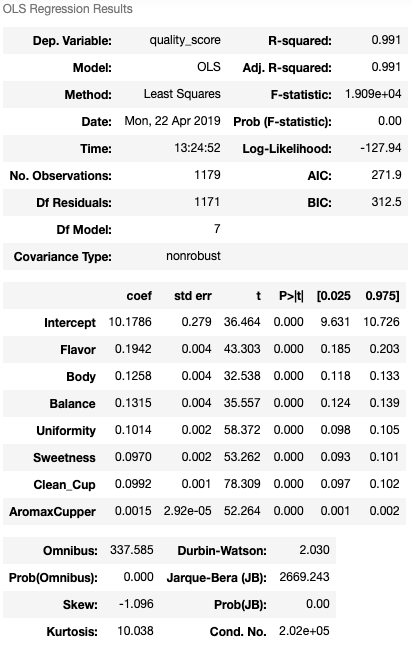 OLS Regression Results
Dep. Variable: quality_score R-squared: 0.991
Model: OLS Adj. R-squared: 0.991
Method: Least Squares F-statistic: 1.909e+04
Date: Mon, 22 Apr 2019 Prob (F-statistic): 0.00
Time: 13:24:52 Log-Likelihood: -127.94
No. Observations: 1179 AIC: 271.9
Df Residuals: 1171 BIC: 312.5
Df Model: 7
Covariance Type: nonrobust
coef std err t P>|t| [0.025 0.975]
Intercept 10.1786 0.279 36.464 0.000 9.631 10.726
Flavor 0.1942 0.004 43.303 0.000 0.185 0.203
Body 0.1258 0.004 32.538 0.000 0.118 0.133
Balance 0.1315 0.004 35.557 0.000 0.124 0.139
Uniformity 0.1014 0.002 58.372 0.000 0.098 0.105
Sweetness 0.0970 0.002 53.262 0.000 0.093 0.101
Clean_Cup 0.0992 0.001 78.309 0.000 0.097 0.102
AromaxCupper 0.0015 2.92e-05 52.264 0.000 0.001 0.002
Omnibus: 337.585 Durbin-Watson: 2.030
Prob(Omnibus): 0.000 Jarque-Bera (JB): 2669.243
Skew: -1.096 Prob(JB): 0.00
Kurtosis: 10.038 Cond. No. 2.02e+05